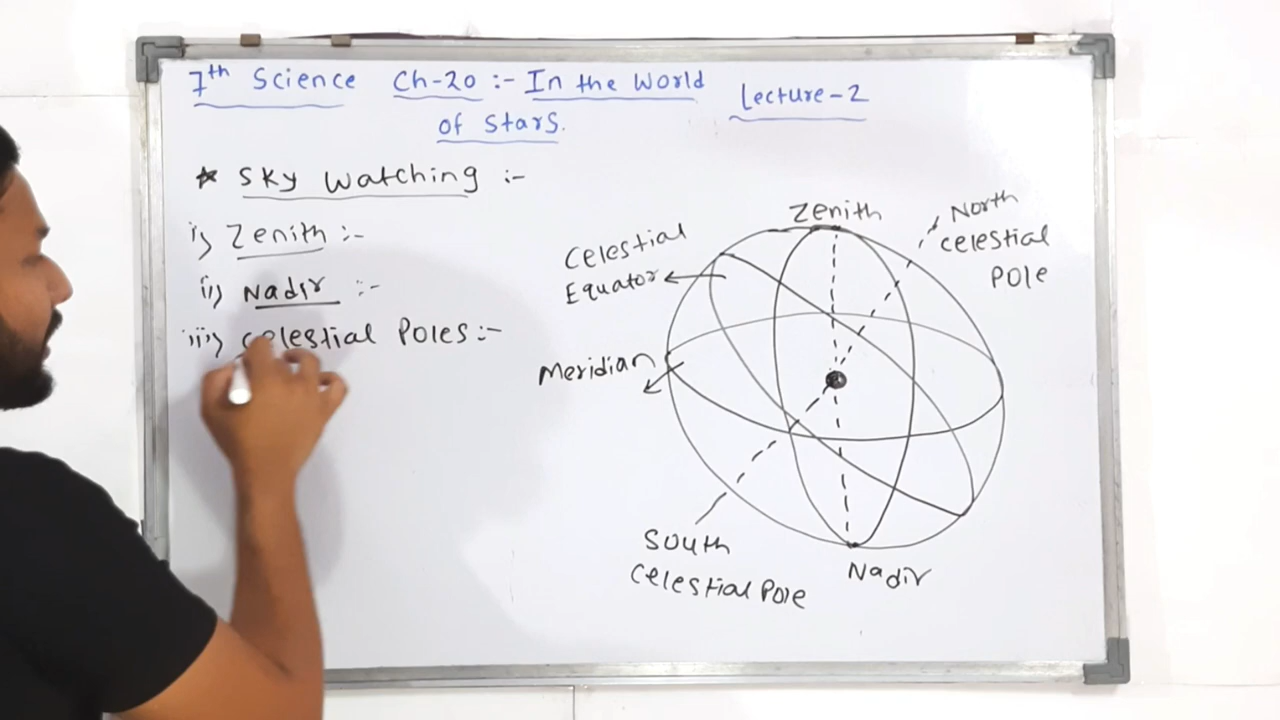 7th Science Ch-20 :- In the World
of Stars.
Lecture-2
* Sky Watching :-
i) Zenith :-
ii) Nadir :-
iii) Celestial Poles :-
Zenith
North
Celestial
Pole
Celestial
Equator
Meridian
South
Celestial Pole
Nadir